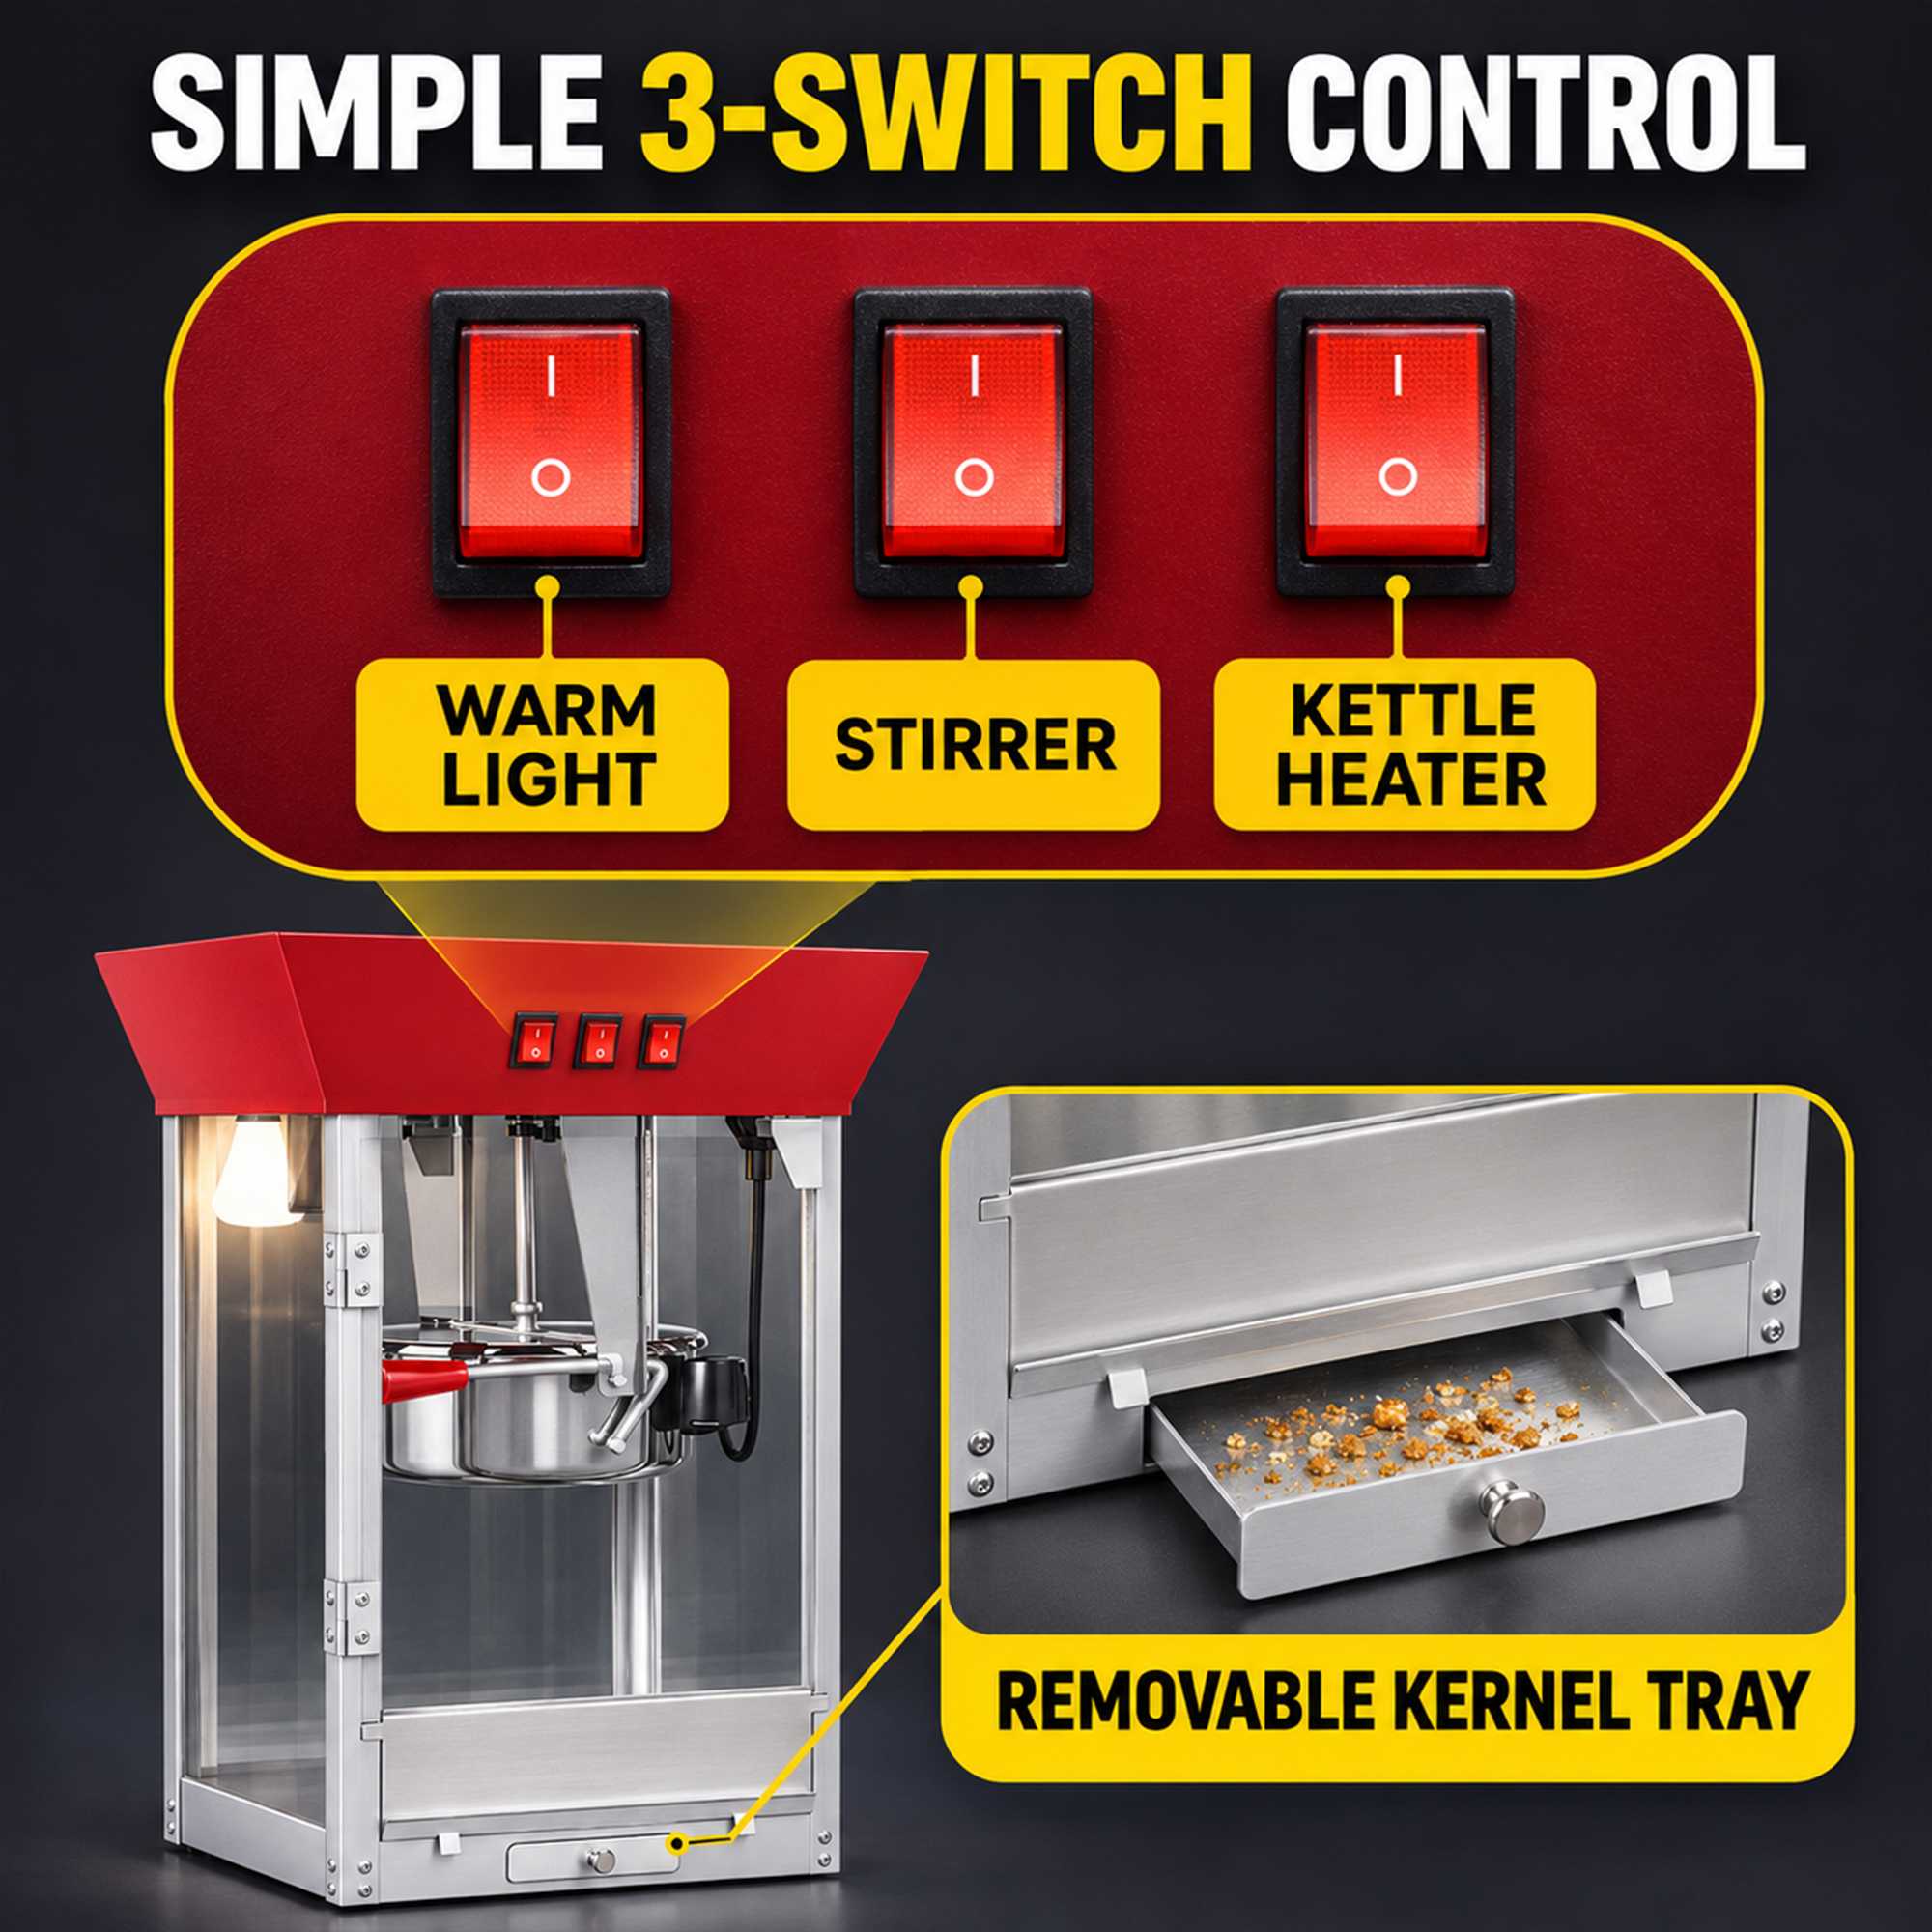 SIMPLE 3-SWITCH CONTROL
WARM
LIGHT
STIRRER
KETTLE
HEATER
REMOVABLE KERNEL TRAY